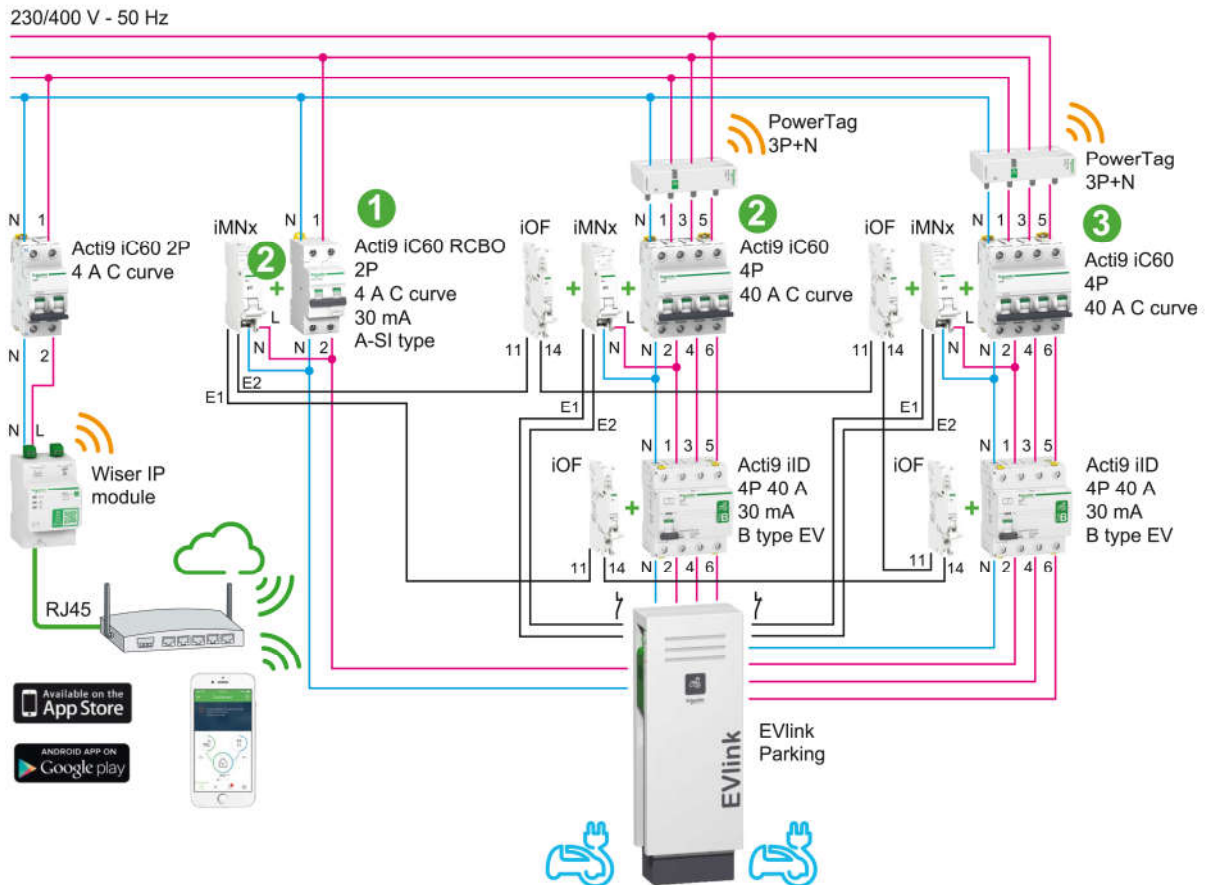 230/400 V - 50 Hz
PowerTag
3P+N
PowerTag
3P+N
N 1
Acti9 iC60 2P
4 A C curve
N 2
N L
Wiser IP
module
RJ45
Available on the
App Store
ANDROID APP ON
Google play
iMNx
2
+
N 1
1
Acti9 iC60 RCBO
2P
4 A C curve
30 mA
A-SI type
L
N
N 2
E1
E2
iOF
+
iMNx
+
N 1 3 5
2
Acti9 iC60
4P
40 A C curve
11 14
L
N
N 2 4 6
E1
E2
iOF
+
iMNx
+
N 1 3 5
3
Acti9 iC60
4P
40 A C curve
11 14
L
N
N 2 4 6
E1
E2
iOF
+
N 1 3 5
Acti9 iID
4P 40 A
30 mA
B type EV
B
11 14
N 2 4 6
iOF
+
N 1 3 5
Acti9 iID
4P 40 A
30 mA
B type EV
B
11 14
N 2 4 6
EVlink
EVlink
Parking